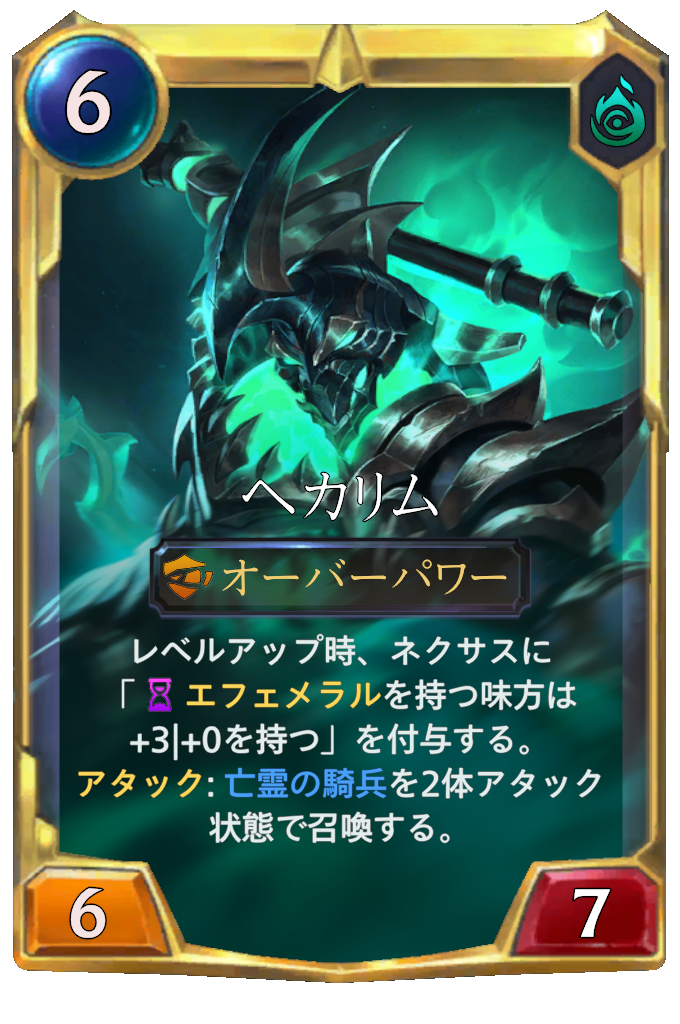 6
ヘカリム
オーバーパワー
レベルアップ時、ネクサスに
「エフェメラルを持つ味方は
+3|+0を持つ」を付与する。
アタック: 亡霊の騎兵を2体アタック
状態で召喚する。
6
7